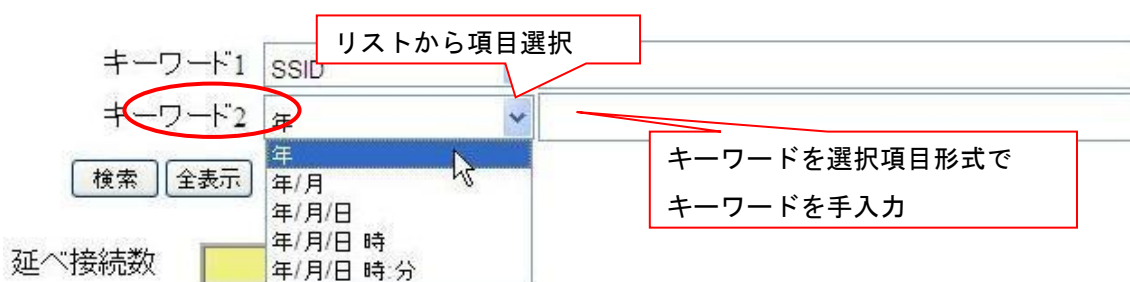 リストから項目選択
キーワード1 SSID
キーワード2 年
年
キーワードを選択項目形式で
キーワードを手入力
検索 全表示
年/月
年/月/日
年/月/日 時
年/月/日 時:分
延べ接続数